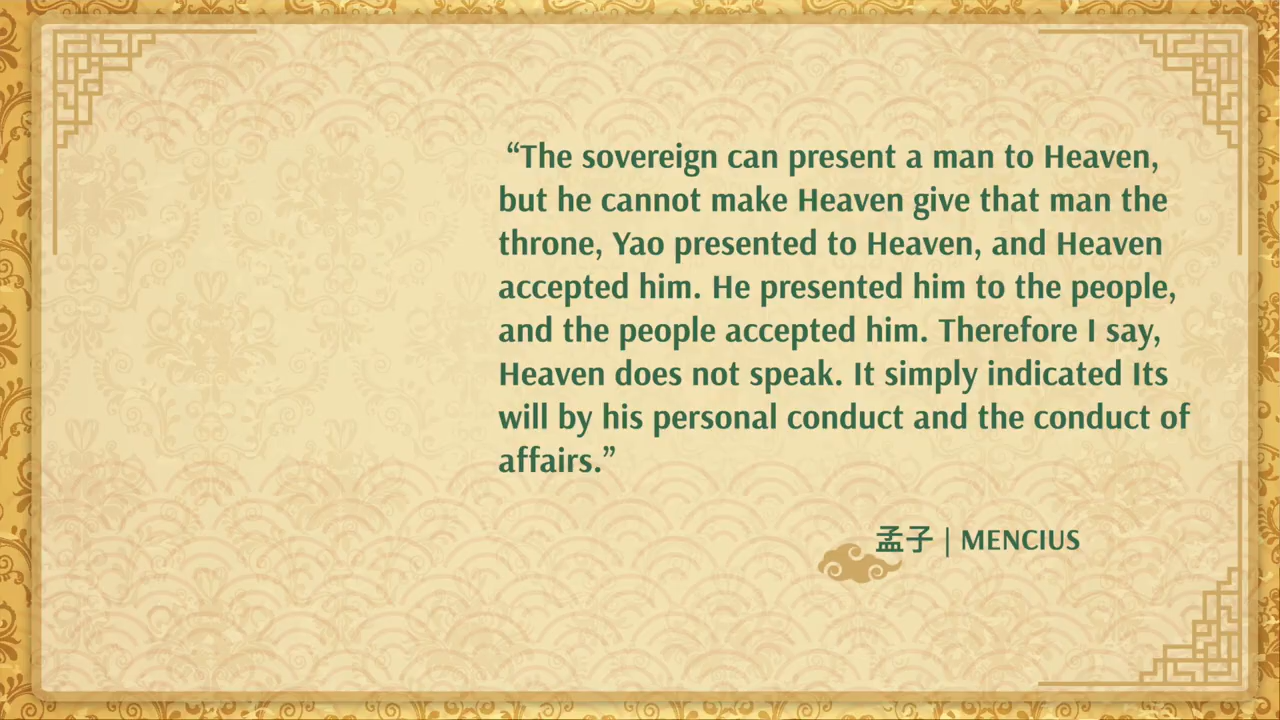 “The sovereign can present a man to Heaven,
but he cannot make Heaven give that man the
throne, Yao presented to Heaven, and Heaven
accepted him. He presented him to the people,
and the people accepted him. Therefore I say,
Heaven does not speak. It simply indicated Its
will by his personal conduct and the conduct of
affairs.”
孟子 | MENCIUS